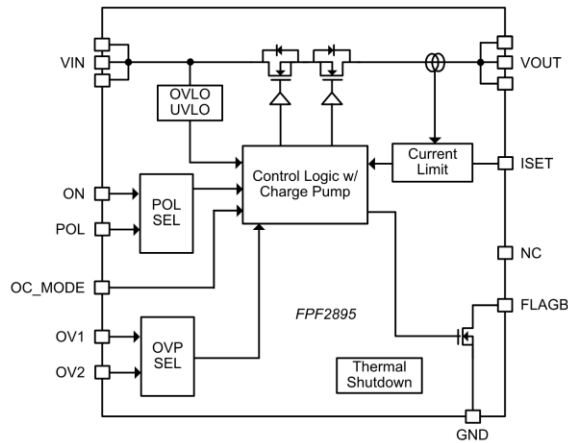 VIN
VOUT
OVLO
UVLO
Control Logic w/
Charge Pump
Current
Limit
ISET
ON
POL
SEL
POL
NC
OC_MODE
FLAGB
FPF2895
OV1
OVP
SEL
OV2
Thermal
Shutdown
GND